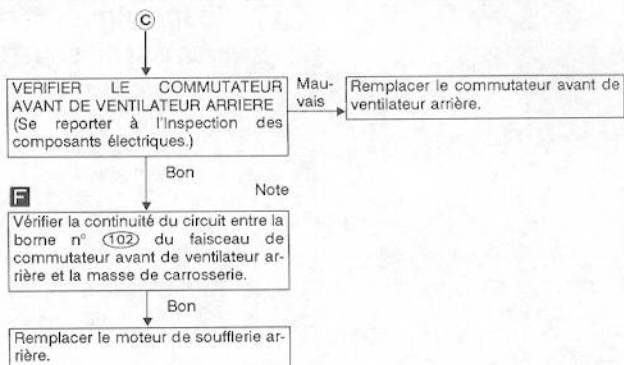 C
VERIFIER LE COMMUTATEUR
AVANT DE VENTILATEUR ARRIERE
(Se reporter à l'Inspection des
composants électriques.)
Mau-
vais
Remplacer le commutateur avant de
ventilateur arrière.
Bon
Note
F
Vérifier la continuité du circuit entre la
borne n° 102 du faisceau de
commutateur avant de ventilateur ar-
rière et la masse de carrosserie.
Bon
Remplacer le moteur de soufflerie ar-
rière.